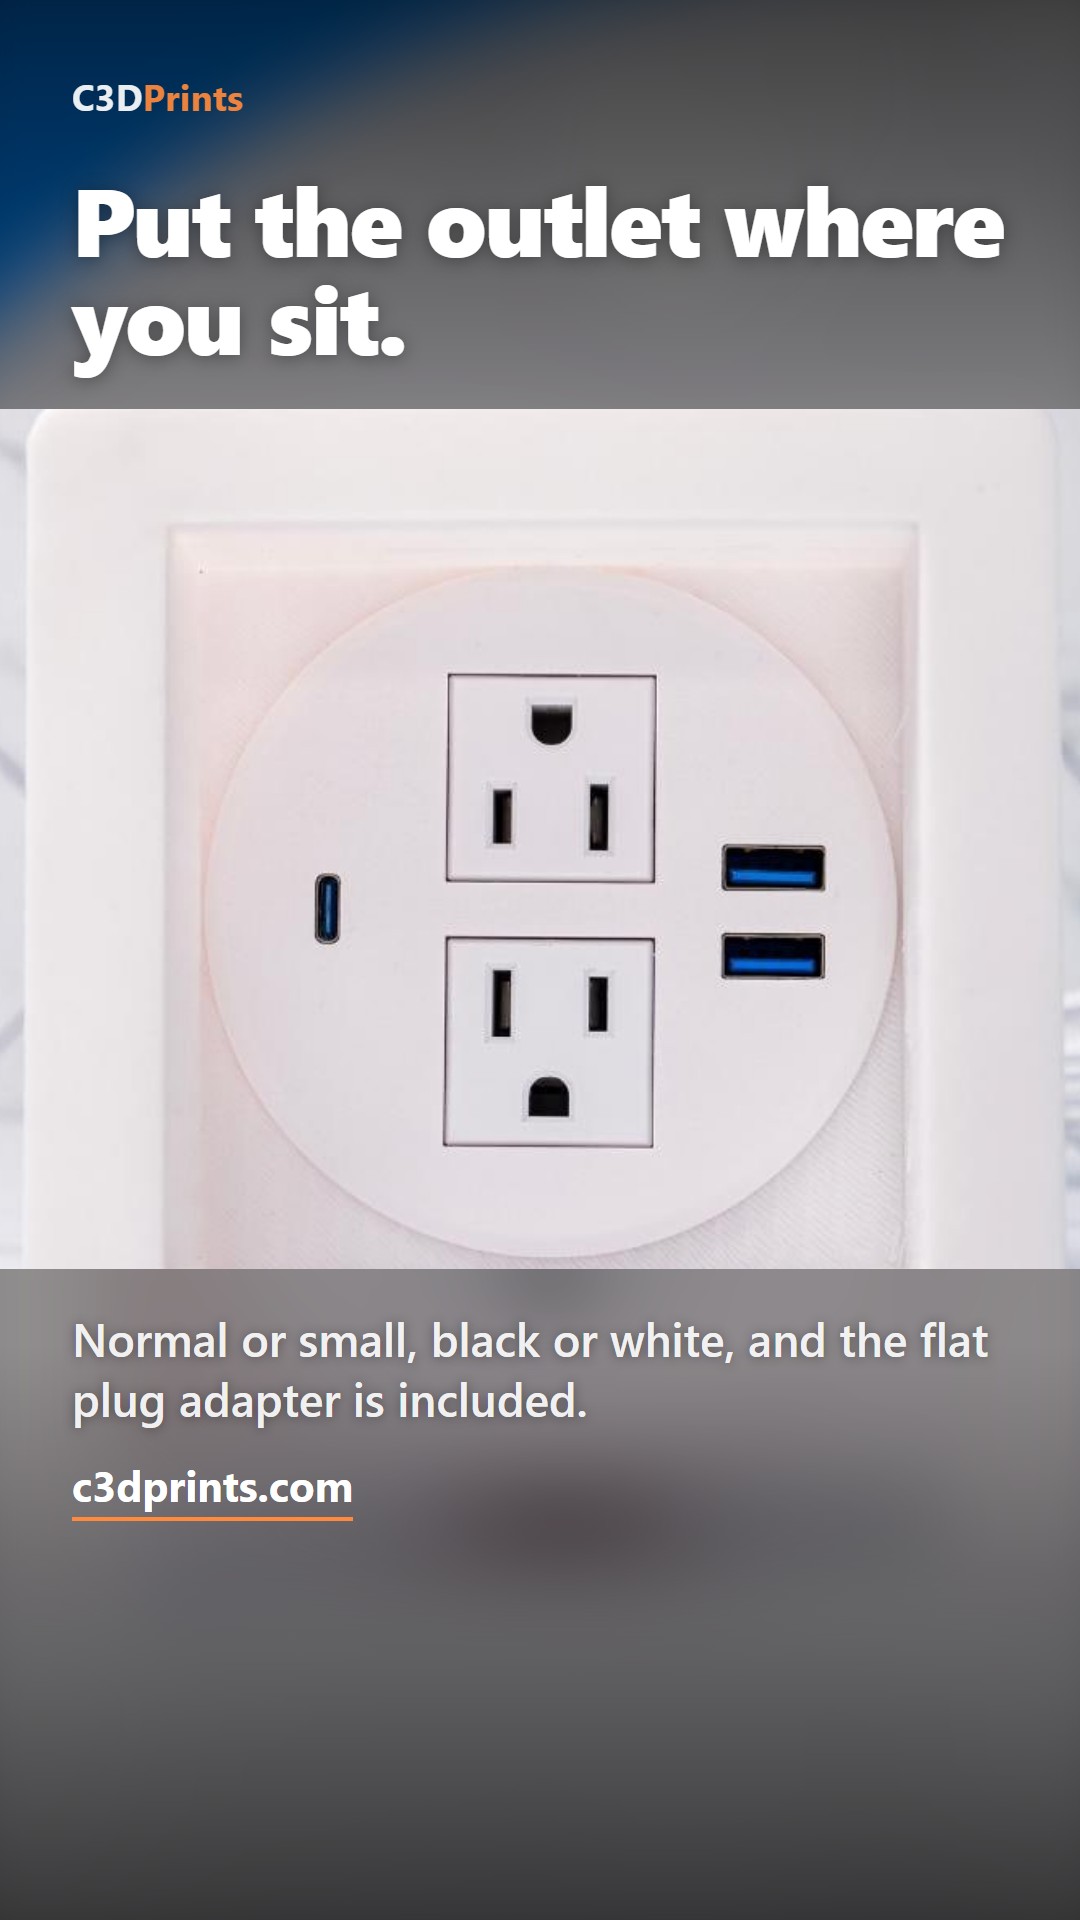 C3DPrints
Put the outlet where
you sit.
Normal or small, black or white, and the flat
plug adapter is included.
c3dprints.com